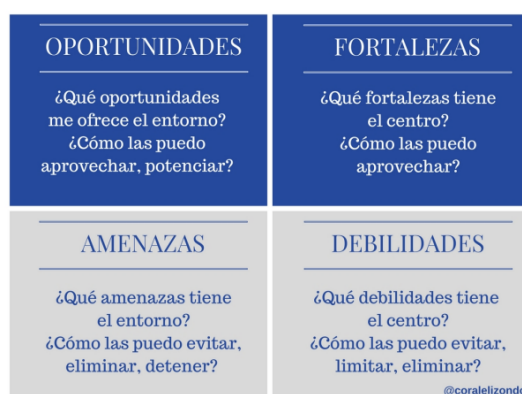 OPORTUNIDADES
¿Qué oportunidades
me ofrece el entorno?
¿Cómo las puedo
aprovechar, potenciar?
FORTALEZAS
¿Qué fortalezas tiene
el centro?
¿Cómo las puedo
aprovechar?
AMENAZAS
¿Qué amenazas tiene
el entorno?
¿Cómo las puedo evitar,
eliminar, detener?
DEBILIDADES
¿Qué debilidades tiene
el centro?
¿Cómo las puedo evitar,
limitar, eliminar?
@coralelizondo